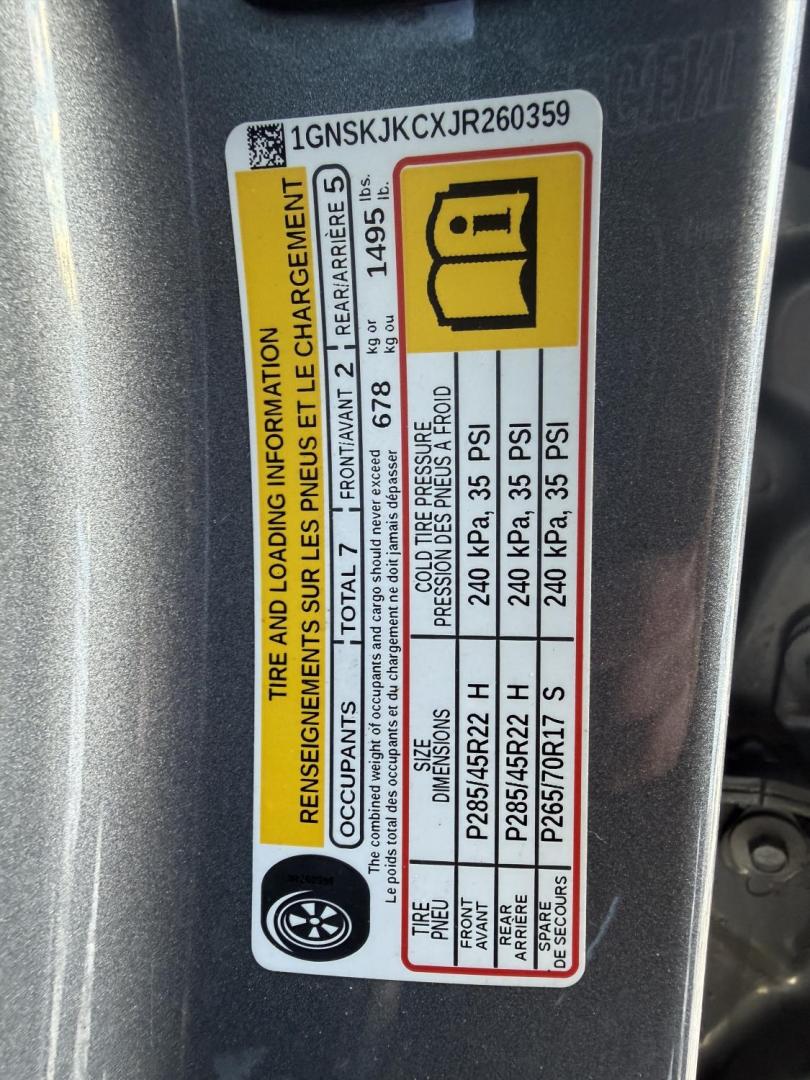 1GNSKJKCXJR260359
TIRE AND LOADING INFORMATION
RENSEIGNEMENTS SUR LES PNEUS ET LE CHARGEMENT
OCCUPANTS TOTAL 7 FRONT/AVANT 2 REAR/ARRIÈRE 5
The combined weight of occupants and cargo should never exceed 678 kg or 1495 lbs.
Le poids total des occupants et du chargement ne doit jamais dépasser kg ou lb.
TIRE SIZE COLD TIRE PRESSURE
PNEU DIMENSIONS PRESSION DES PNEUS À FROID
FRONT AVANT P285/45R22 H 240 kPa, 35 PSI
REAR ARRIERE P285/45R22 H 240 kPa, 35 PSI
SPARE DE SECOURS P265/70R17 S 240 kPa, 35 PSI